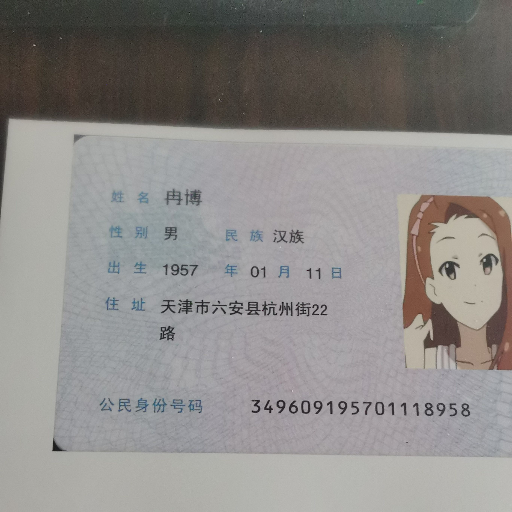 姓名 冉博
性别 男 民族 汉族
出生 1957 年 01 月 11 日
住址 天津市六安县杭州街22
路
公民身份号码 349609195701118958